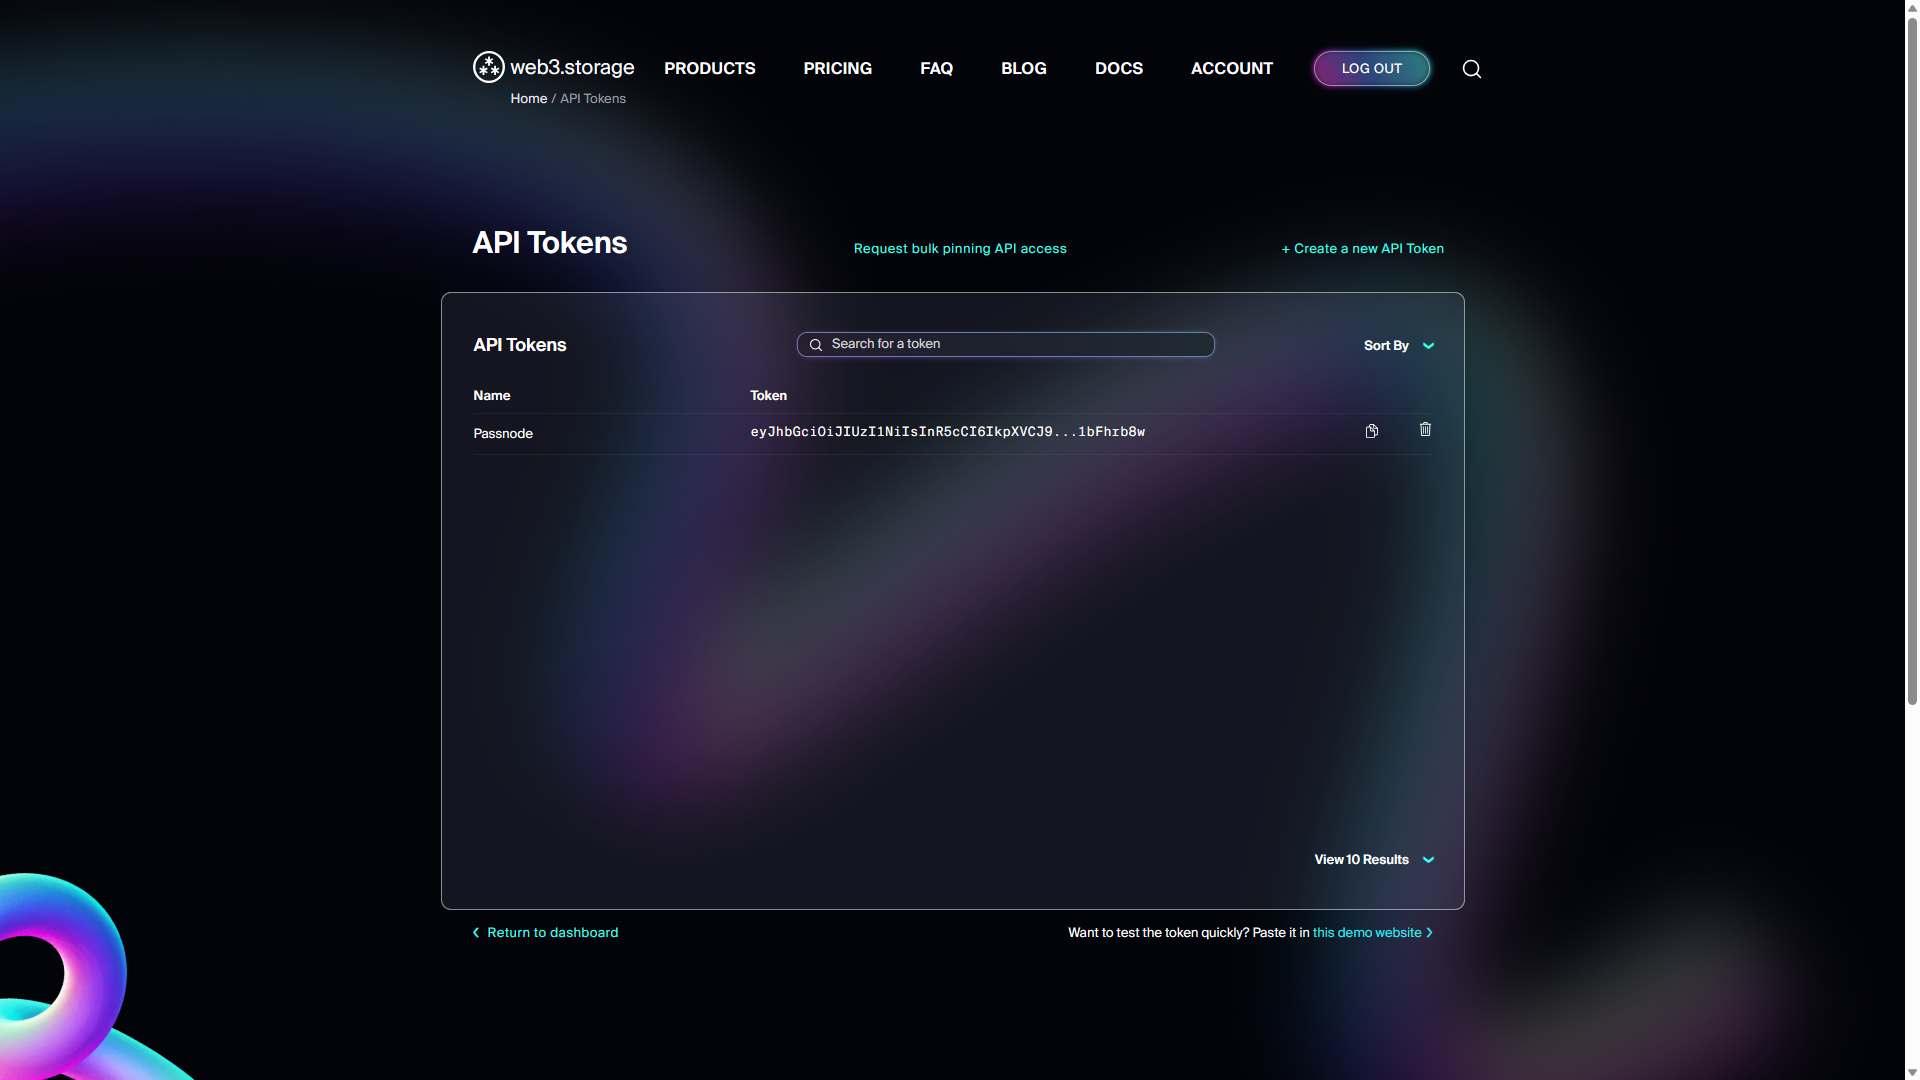 web3.storage PRODUCTS PRICING FAQ BLOG DOCS ACCOUNT LOG OUT
Home / API Tokens
API Tokens Request bulk pinning API access + Create a new API Token
API Tokens Search for a token Sort By
Name Token
Passnode eyJhbGciOiJIUzI1NiIsInR5cCI6IkpXVCJ9...1bFhrb8w
View 10 Results
Return to dashboard Want to test the token quickly? Paste it in this demo website